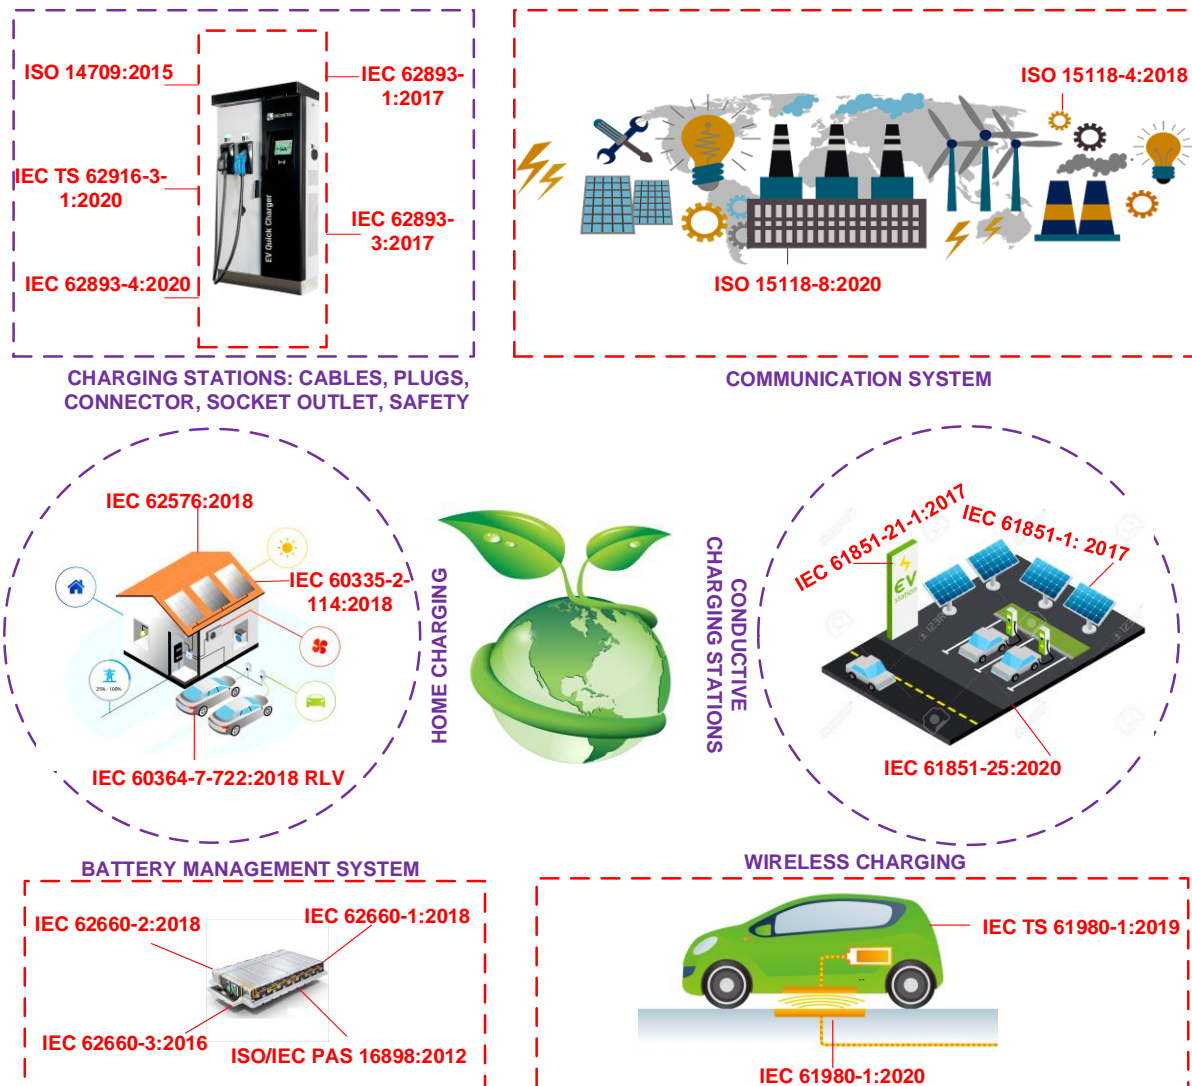 ISO 14709:2015
IEC 62893-
1:2017
IEC TS 62916-3-
1:2020
IEC 62893-
3:2017
IEC 62893-4:2020
EV Quick Charger
CHARGING STATIONS: CABLES, PLUGS,
CONNECTOR, SOCKET OUTLET, SAFETY
ISO 15118-4:2018
ISO 15118-8:2020
COMMUNICATION SYSTEM
IEC 62576:2018
IEC 60335-2-
114:2018
25% / 100%
IEC 60364-7-722:2018 RLV
HOME CHARGING
CONDUCTIVE
CHARGING STATIONS
IEC 61851-21-1:2017
IEC 61851-1: 2017
EV
station
IEC 61851-25:2020
BATTERY MANAGEMENT SYSTEM
IEC 62660-2:2018
IEC 62660-1:2018
IEC 62660-3:2016
ISO/IEC PAS 16898:2012
WIRELESS CHARGING
IEC TS 61980-1:2019
IEC 61980-1:2020